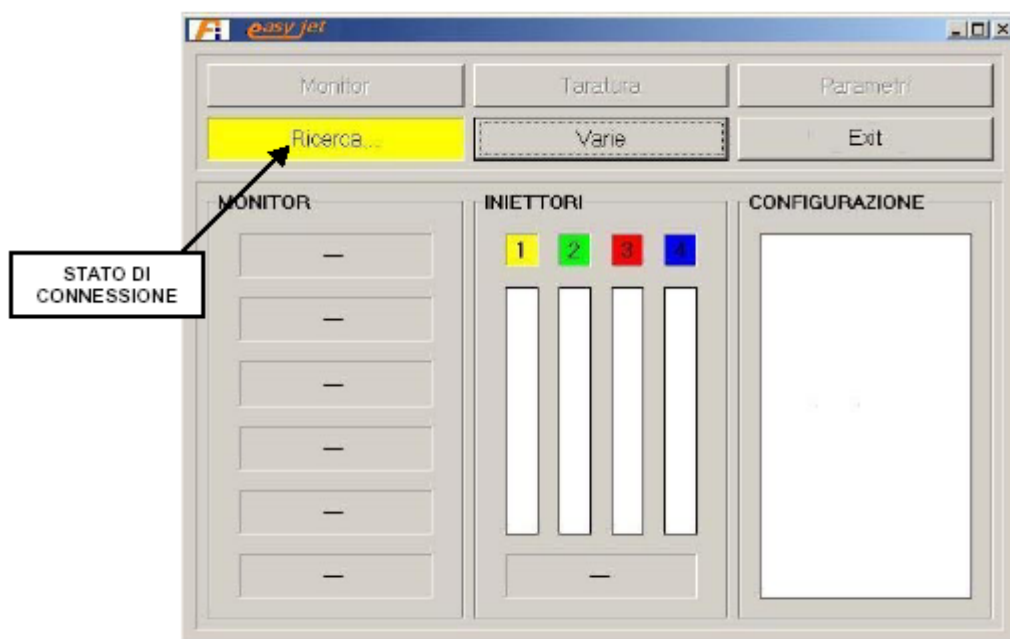 easy jet
Monitor Taratura Parametri
Ricerca... Varie Exit
MONITOR INIETTORI CONFIGURAZIONE
1 2 3 4
STATO DI
CONNESSIONE